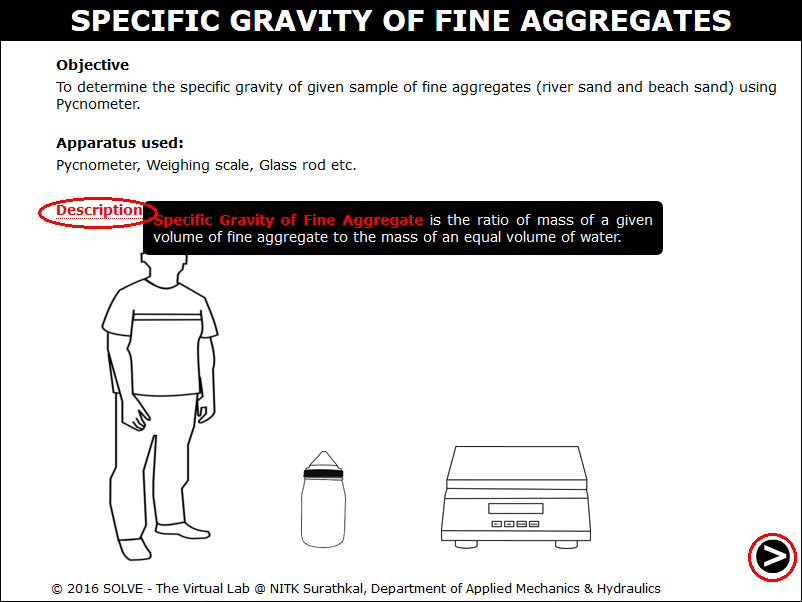 SPECIFIC GRAVITY OF FINE AGGREGATES
Objective
To determine the specific gravity of given sample of fine aggregates (river sand and beach sand) using
Pycnometer.
Apparatus used:
Pycnometer, Weighing scale, Glass rod etc.
Description
Specific Gravity of Fine Aggregate is the ratio of mass of a given
volume of fine aggregate to the mass of an equal volume of water.
>
© 2016 SOLVE - The Virtual Lab @ NITK Surathkal, Department of Applied Mechanics & Hydraulics